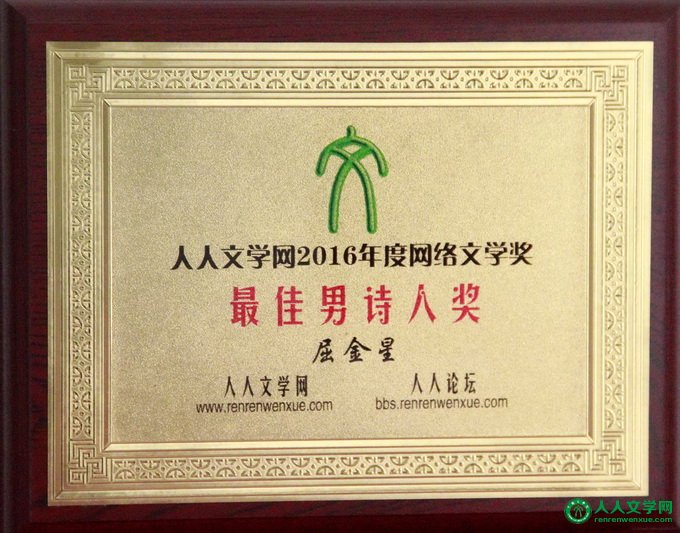 人人文学网2016年度网络文学奖
最佳男诗人奖
屈金星
人人文学网 人人论坛
www.renrenwenxue.com bbs.renrenwenxue.com
人人文学网
renrenwenxue.com